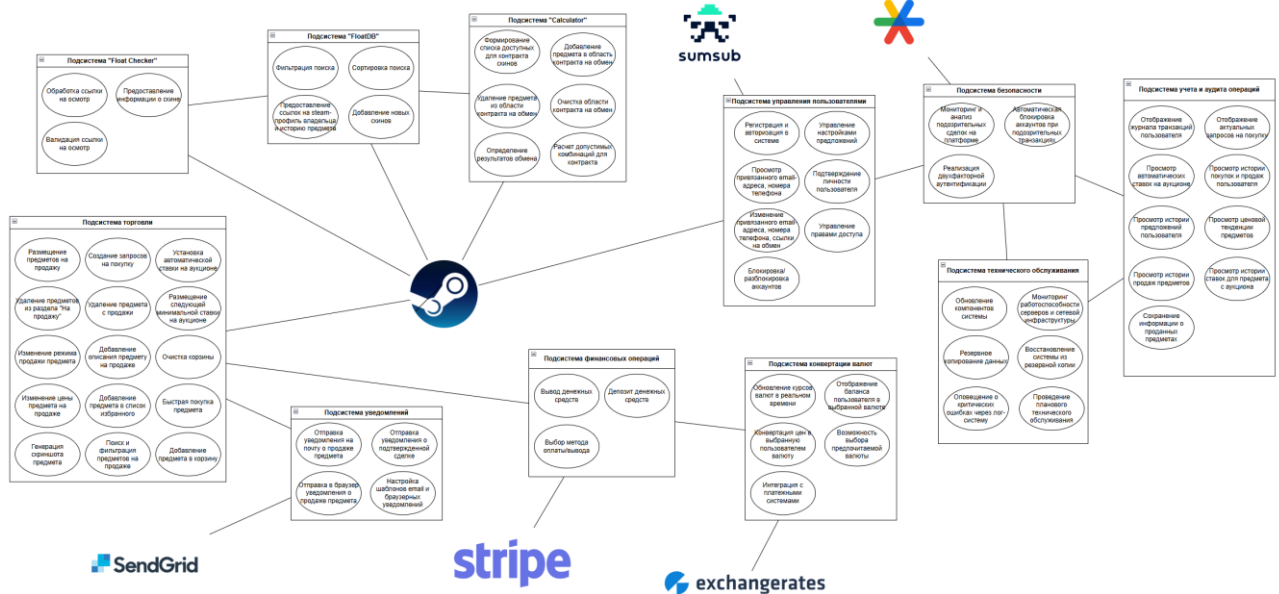 Подсистема "Float Checker"
Обработка ссылки
на осмотр
Предоставление
информации о скине
Валидация ссылки
на осмотр
Подсистема "FloatDB"
Фильтрация поиска
Сортировка поиска
Предоставление
ссылок на steam-
профиль владельца
и историю предмета
Добавление новых
скинов
Подсистема "Calculator"
Формирование
списка доступных
для контракта
скинов
Добавление
предмета в область
контракта на обмен
Удаление предмета
из области
контракта на обмен
Очистка области
контракта на обмен
Определение
результатов обмена
Расчет допустимых
комбинаций для
контракта
sumsub
Подсистема управления пользователями
Регистрация и
авторизация в
системе
Управление
настройками
предложений
Просмотр
привязанного email-
адреса, номера
телефона
Подтверждение
личности
пользователя
Изменение
привязанного email-
адреса, номера
телефона, ссылки
на обмен
Управление
правами доступа
Блокировка/
разблокировка
аккаунтов
Подсистема безопасности
Мониторинг и
анализ
подозрительных
сделок на
платформе
Автоматическая
блокировка
аккаунтов при
подозрительных
транзакциях
Реализация
двухфакторной
аутентификации
Подсистема учета и аудита операций
Отображение
журнала транзакций
пользователя
Отображение
актуальных
запросов на покупку
Просмотр
автоматических
ставок на аукционе
Просмотр истории
покупок и продаж
пользователя
Просмотр истории
предложений
пользователя
Просмотр ценовой
тенденции
предметов
Просмотр истории
продаж предметов
Просмотр истории
ставок для предмета
с аукциона
Сохранение
информации о
проданных
предметах
Подсистема торговли
Размещение
предметов на
продажу
Создание запросов
на покупку
Установка
автоматической
ставки на аукционе
Удаление предметов
из раздела "На
продажу"
Удаление предмета
с продажи
Размещение
следующей
минимальной ставки
на аукционе
Изменение режима
продажи предмета
Добавление
описания предмету
на продаже
Очистка корзины
Изменение цены
предмета на
продаже
Добавление
предмета в список
избранного
Быстрая покупка
предмета
Генерация
скриншота
предмета
Поиск и
фильтрация
предметов на
продаже
Добавление
предмета в корзину
Подсистема технического обслуживания
Обновление
компонентов
системы
Мониторинг
работоспособности
серверов и сетевой
инфраструктуры
Резервное
копирование данных
Восстановление
системы из
резервной копии
Оповещение о
критических
ошибках через лог-
систему
Проведение
планового
технического
обслуживания
Подсистема финансовых операций
Вывод денежных
средств
Депозит денежных
средств
Выбор метода
оплаты/вывода
Подсистема конвертации валют
Обновление курсов
валют в реальном
времени
Отображение
баланса
пользователя в
выбранной валюте
Конвертация цен в
выбранную
пользователем
валюту
Возможность
выбора
предпочитаемой
валюты
Интеграция с
платежными
системами
Подсистема уведомлений
Отправка
уведомления на
почту о продаже
предмета
Отправка
уведомления о
подтвержденной
сделке
Отправка в браузер
уведомления о
продаже предмета
Настройка
шаблонов email и
браузерных
уведомлений
SendGrid
stripe
exchangerates